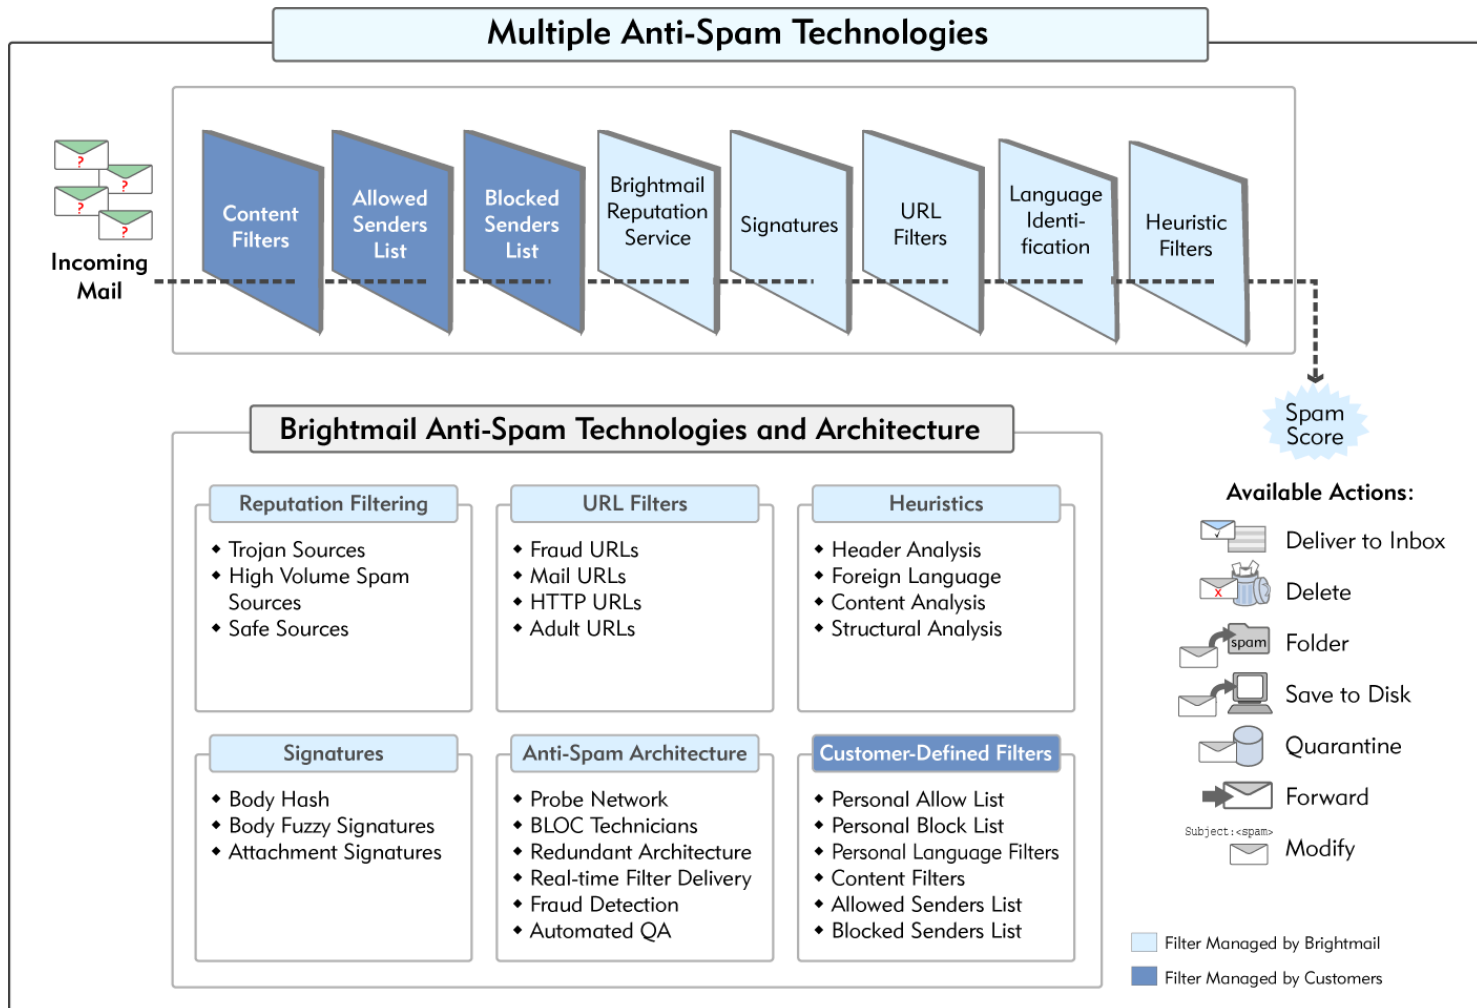 Multiple Anti-Spam Technologies
?
?
?
?
Incoming
Mail
Content
Filters
Allowed
Senders
List
Blocked
Senders
List
Brightmail
Reputation
Service
Signatures
URL
Filters
Language
Identi-
fication
Heuristic
Filters
Spam
Score
Brightmail Anti-Spam Technologies and Architecture
Reputation Filtering
◆ Trojan Sources
◆ High Volume Spam
Sources
◆ Safe Sources
URL Filters
◆ Fraud URLs
◆ Mail URLs
◆ HTTP URLs
◆ Adult URLs
Heuristics
◆ Header Analysis
◆ Foreign Language
◆ Content Analysis
◆ Structural Analysis
Signatures
◆ Body Hash
◆ Body Fuzzy Signatures
◆ Attachment Signatures
Anti-Spam Architecture
◆ Probe Network
◆ BLOC Technicians
◆ Redundant Architecture
◆ Real-time Filter Delivery
◆ Fraud Detection
◆ Automated QA
Customer-Defined Filters
◆ Personal Allow List
◆ Personal Block List
◆ Personal Language Filters
◆ Content Filters
◆ Allowed Senders List
◆ Blocked Senders List
Available Actions:
Deliver to Inbox
x
Delete
spam
Folder
Save to Disk
Quarantine
Forward
Subject:<spam>
Modify
Filter Managed by Brightmail
Filter Managed by Customers